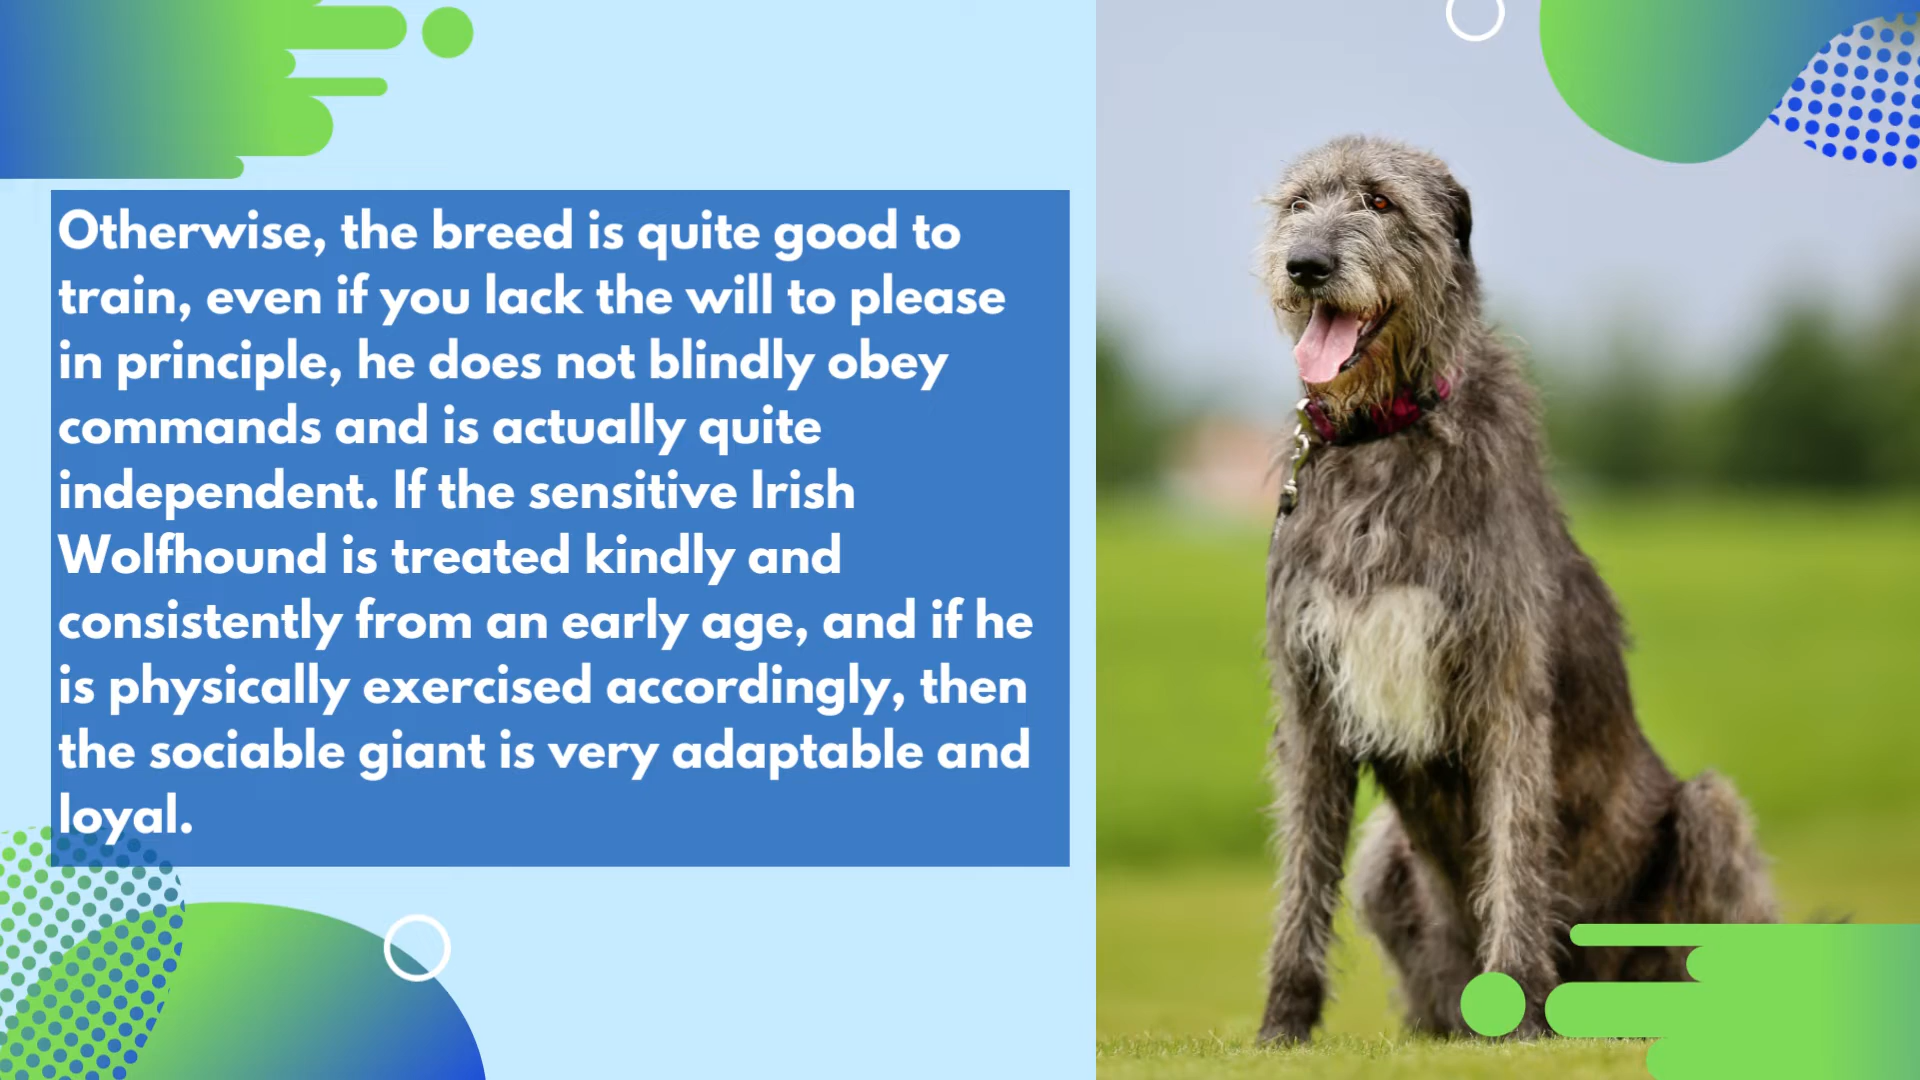 Otherwise, the breed is quite good to
train, even if you lack the will to please
in principle, he does not blindly obey
commands and is actually quite
independent. If the sensitive Irish
Wolfhound is treated kindly and
consistently from an early age, and if he
is physically exercised accordingly, then
the sociable giant is very adaptable and
loyal.